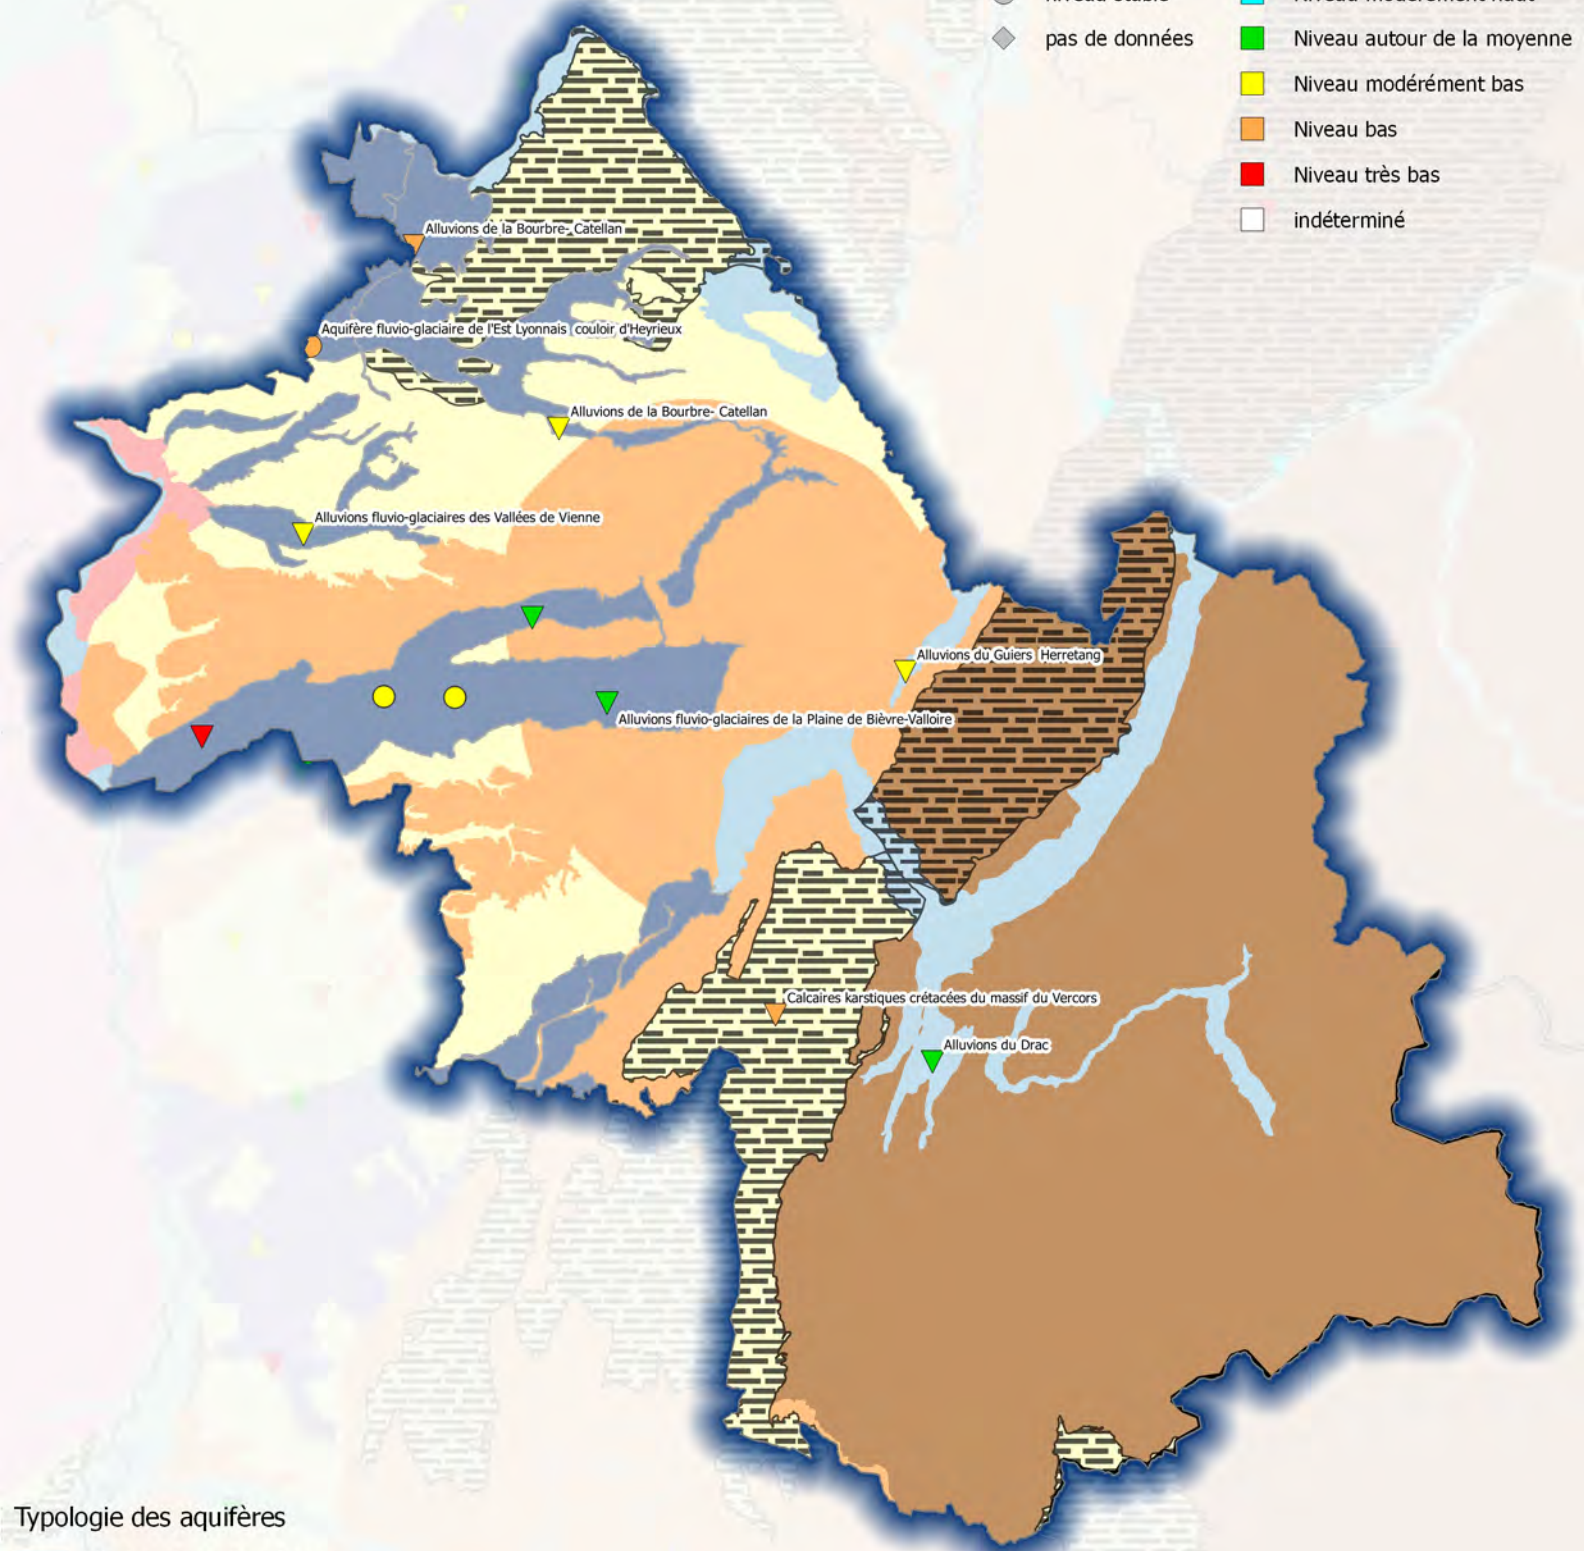 pas de données
Niveau autour de la moyenne
Niveau modérément bas
Niveau bas
Niveau très bas
indéterminé
Alluvions de la Bourbre- Catellan
Aquifère fluvio-glaciaire de l'Est Lyonnais couloir d'Heyrieux
Alluvions de la Bourbre- Catellan
Alluvions fluvio-glaciaires des Vallées de Vienne
Alluvions du Guiers Herretang
Alluvions fluvio-glaciaires de la Plaine de Bièvre-Valloire
Calcaires karstiques crétacées du massif du Vercors
Alluvions du Drac
Typologie des aquifères